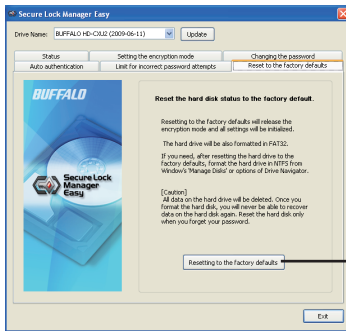 Secure Lock Manager Easy
Drive Name: BUFFALO HD-CXU2 (2009-06-11) Update
Status Setting the encryption mode Changing the password
Auto authentication Limit for incorrect password attempts Reset to the factory defaults
BUFFALO
Secure Lock
Manager
Easy
Reset the hard disk status to the factory default.
Resetting to the factory defaults will release the
encryption mode and all settings will be initialized.
The hard drive will be also formatted in FAT32.
If you need, after resetting the hard drive to the
factory defaults, format the hard drive in NTFS from
Window's 'Manage Disks' or options of Drive Navigator.
[Caution]
All data on the hard drive will be deleted. Once you
format the hard disk, you will never be able to recover
data on the hard disk again. Reset the hard disk only
when you forget your password.
Resetting to the factory defaults
Exit